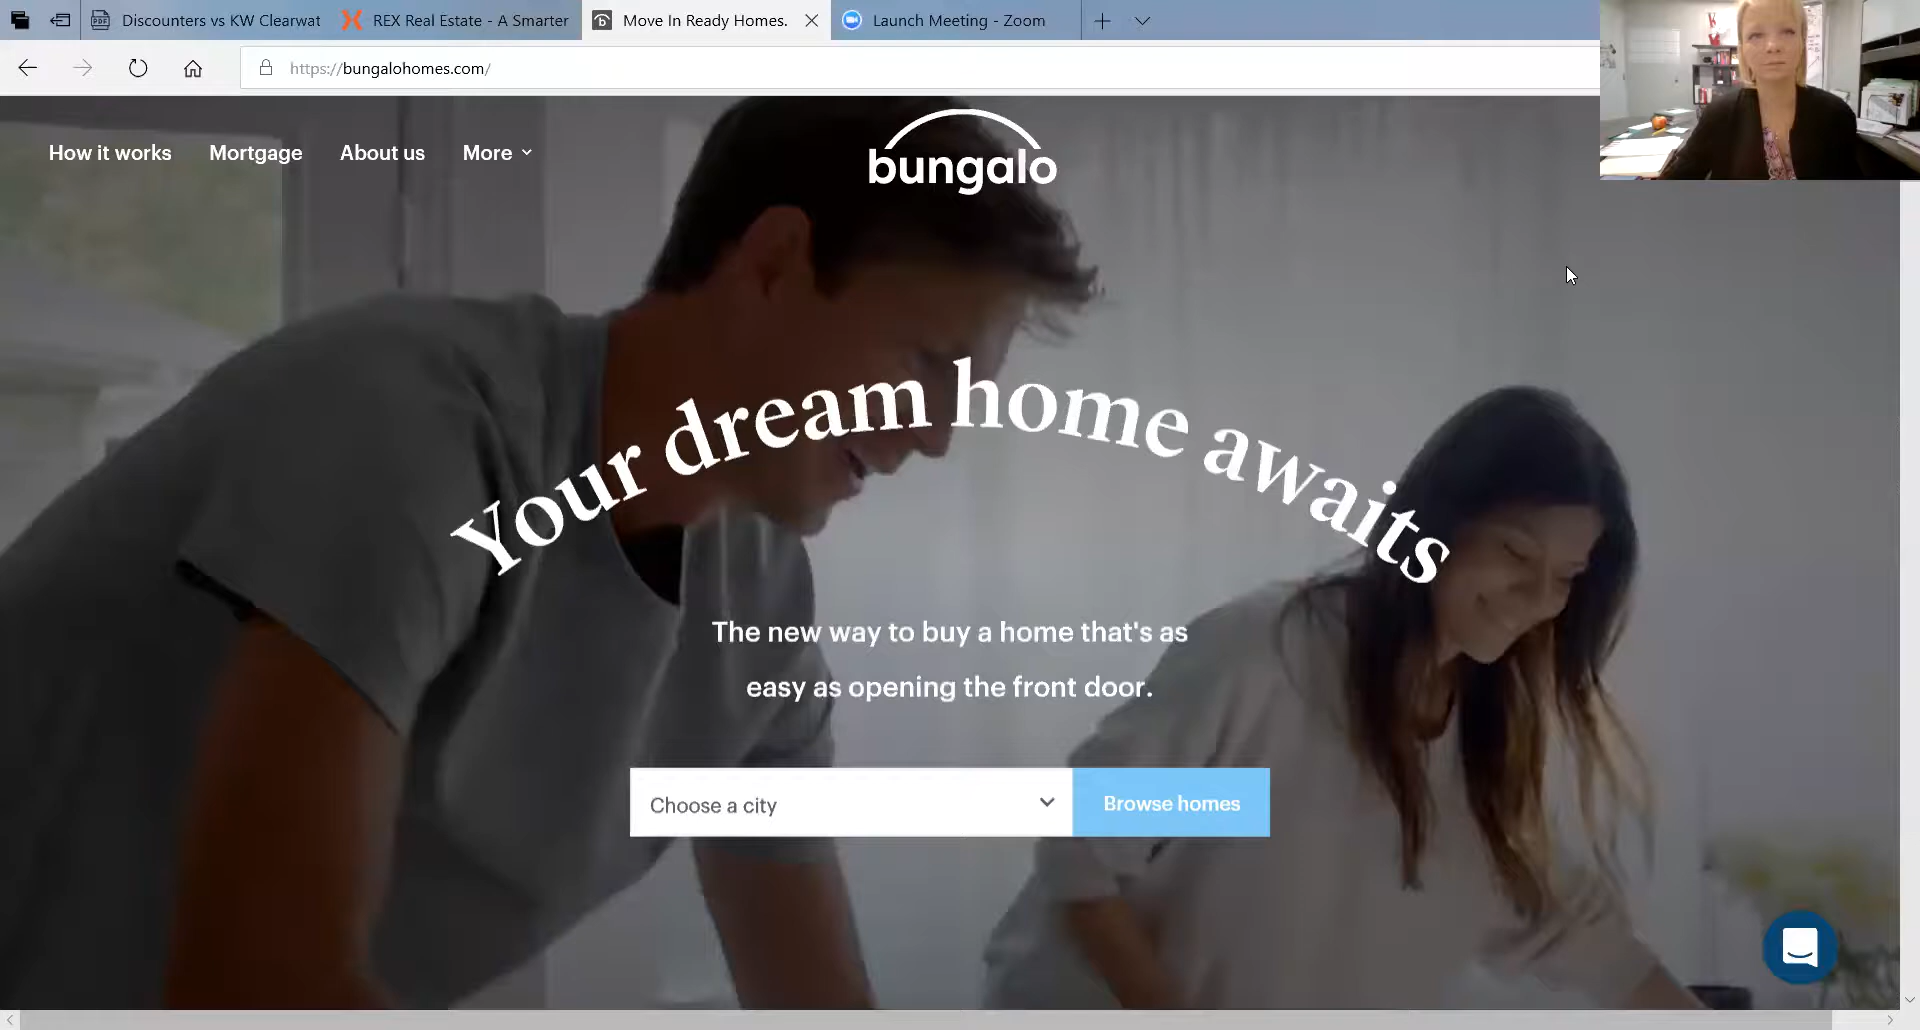 Discounters vs KW Clearwat
REX Real Estate - A Smarter
Move In Ready Homes.
Launch Meeting - Zoom
https://bungalohomes.com/
How it works
Mortgage
About us
More
bungalo
Your dream home awaits
The new way to buy a home that's as
easy as opening the front door.
Choose a city
Browse homes